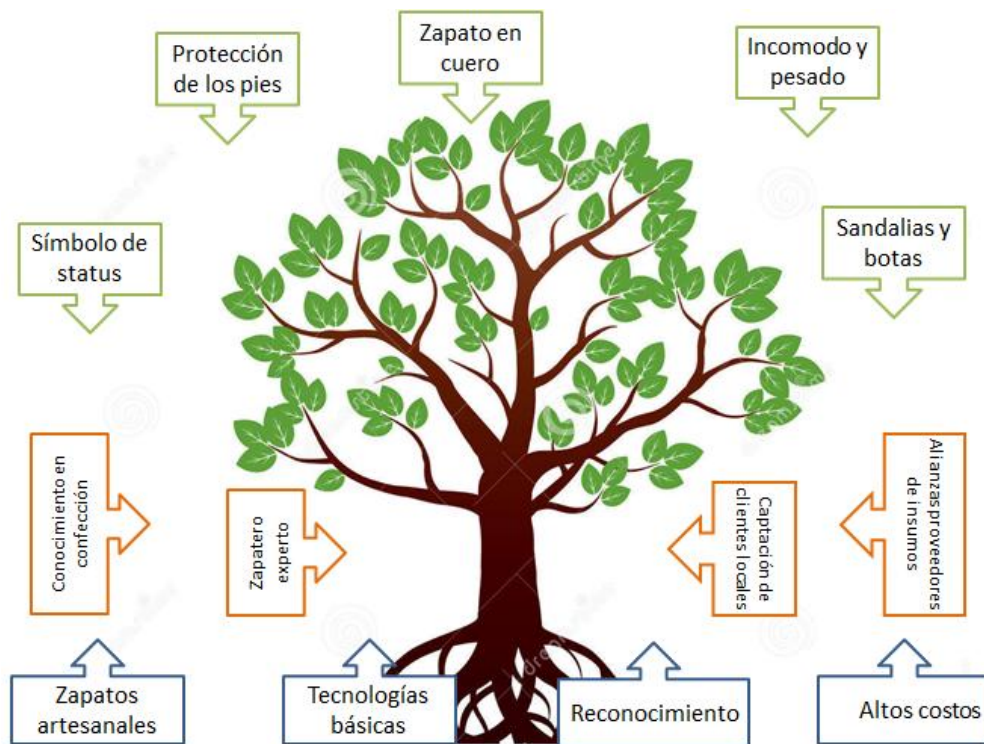 Protección
de los pies
Zapato en
cuero
Incomodo y
pesado
Símbolo de
status
Sandalias y
botas
Conocimiento en
confección
Zapatero
experto
Captación de
clientes locales
Alianzas proveedores
de insumos
Zapatos
artesanales
Tecnologías
básicas
Reconocimiento
Altos costos